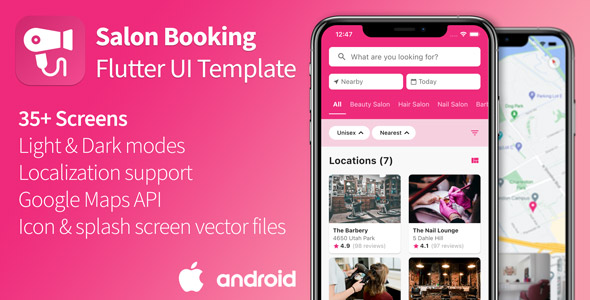 Salon Booking
Flutter UI Template
35+ Screens
Light & Dark modes
Localization support
Google Maps API
Icon & splash screen vector files
android
12:47
What are you looking for?
Nearby
Today
All Beauty Salon Hair Salon Nail Salon Barb
Unisex Nearest
Locations (7)
The Barbery
4650 Utah Park
4.9 (98 reviews)
The Nail Lounge
5 Dahle Hill
4.1 (97 reviews)